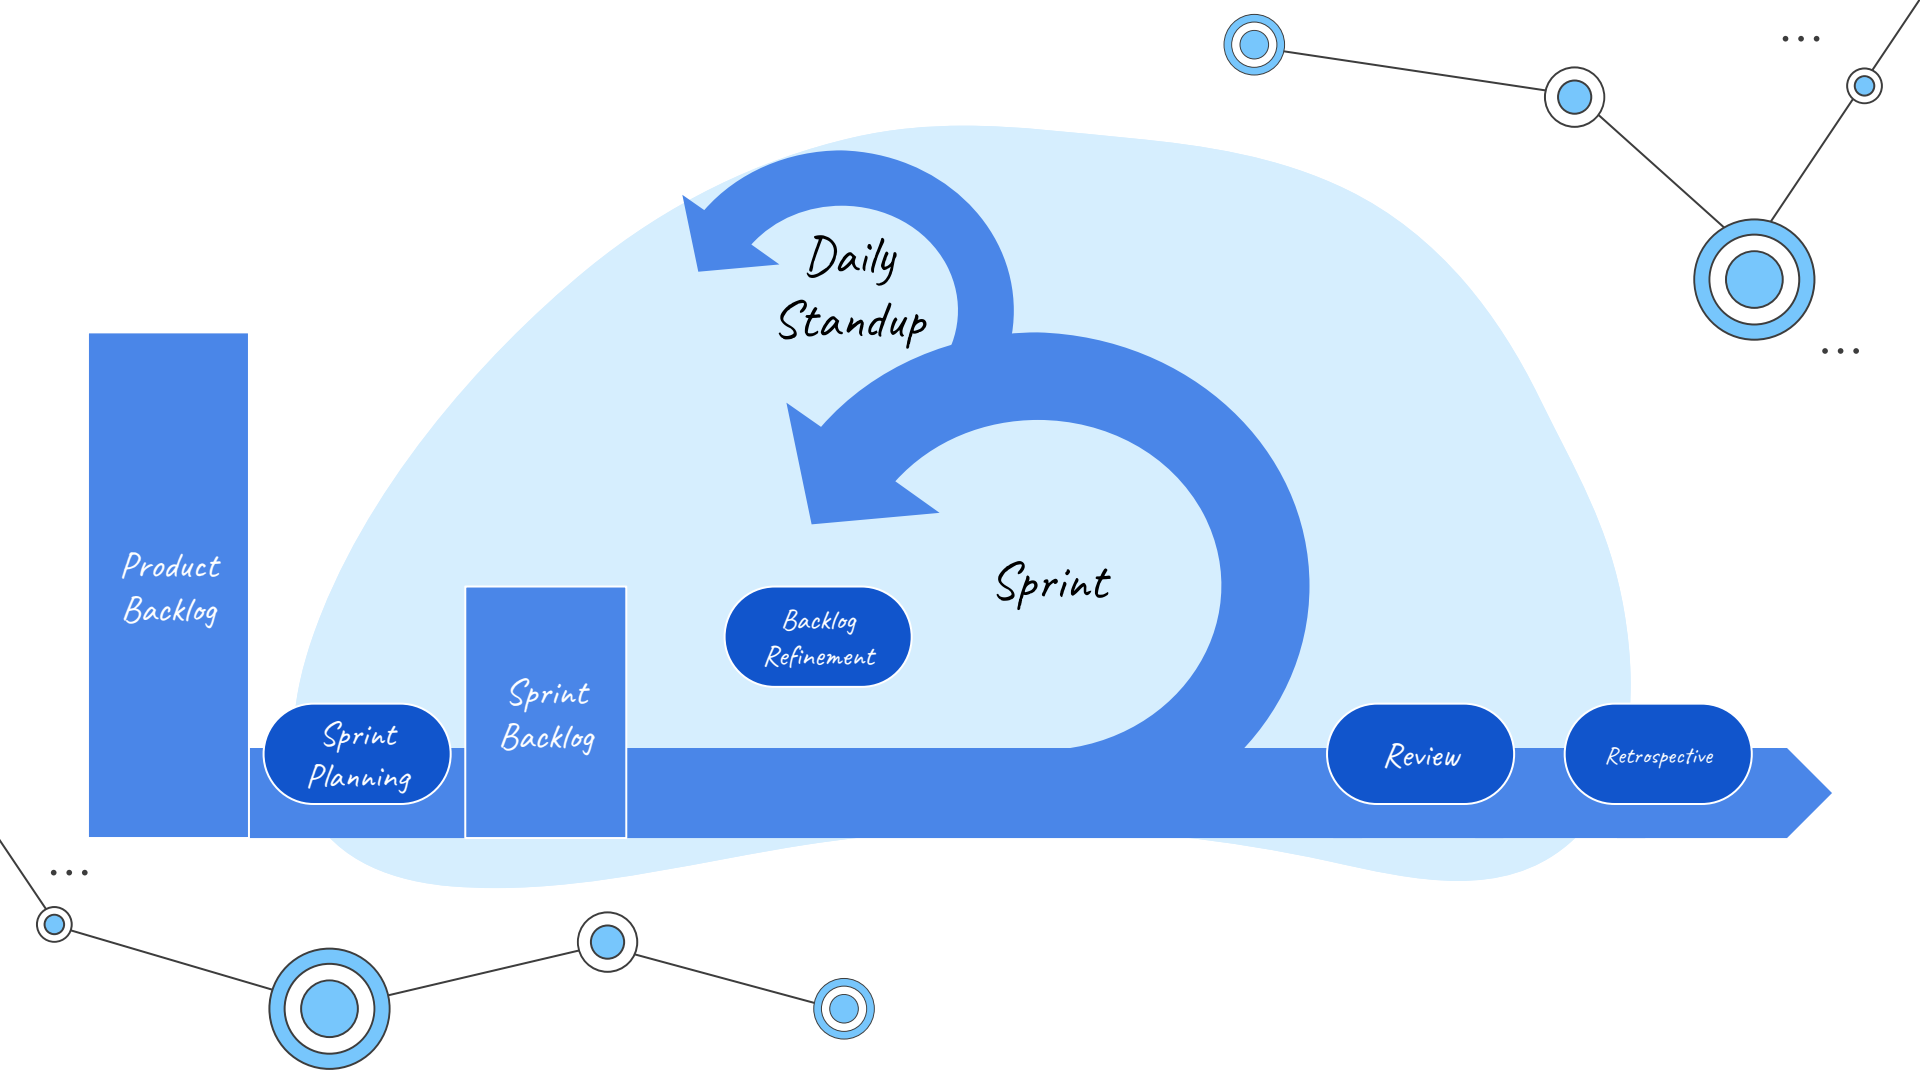 Daily
Standup
Product
Backlog
Sprint
Planning
Sprint
Backlog
Backlog
Refinement
Sprint
Review
Retrospective